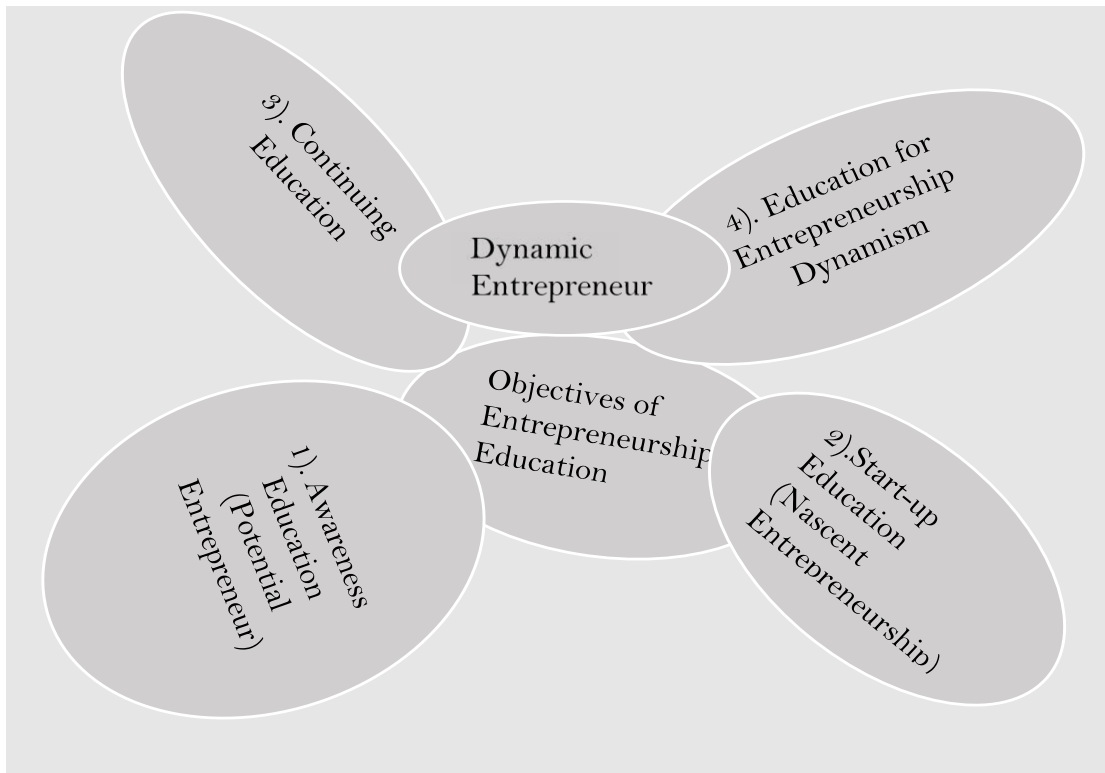 3). Continuing
Education
4). Education for
Entrepreneurship
Dynamism
Dynamic
Entrepreneur
Objectives of
Entrepreneurship
Education
1). Awareness
Education
(Potential
Entrepreneur)
2).Start-up
Education
(Nascent
Entrepreneurship)